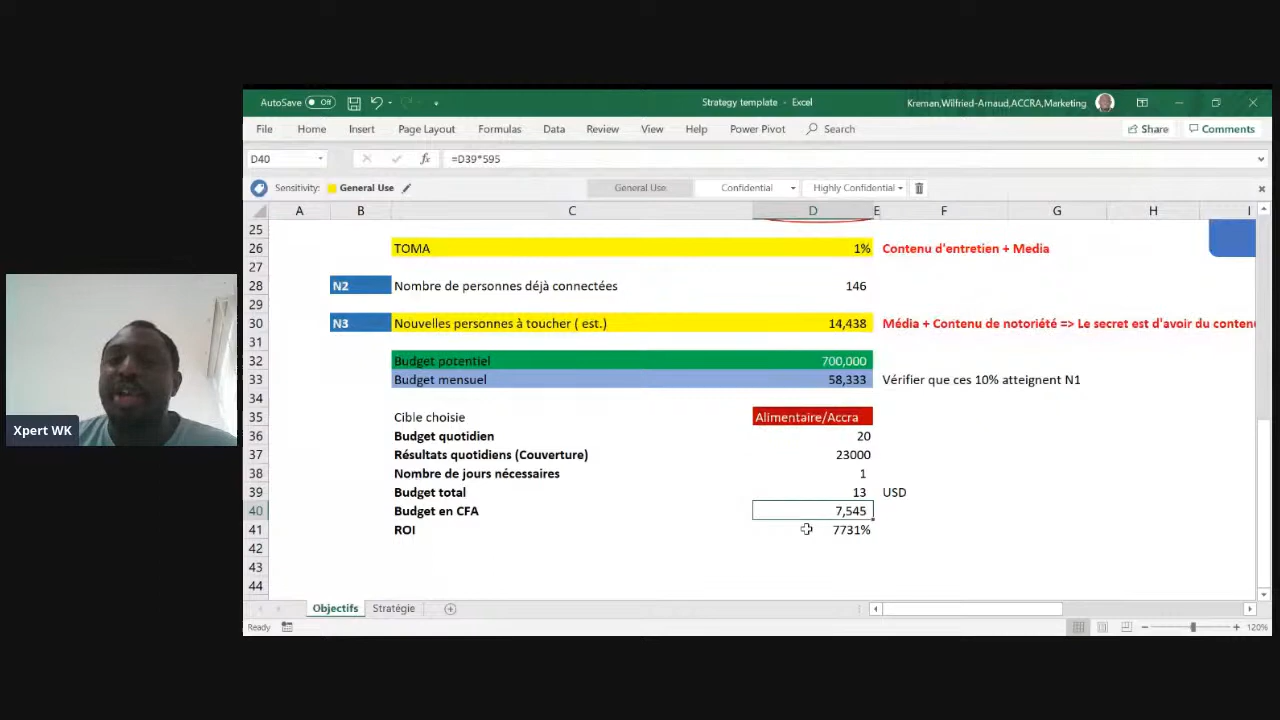 AutoSave Off
Strategy template - Excel
Kreman,Wilfried-Arnaud,ACCRA,Marketing
File Home Insert Page Layout Formulas Data Review View Help Power Pivot Search Share Comments
D40 fx =D39*595
Sensitivity: General Use General Use Confidential Highly Confidential
A B C D E F G H I
25
26 TOMA 1% Contenu d'entretien + Media
27
28 N2 Nombre de personnes déjà connectées 146
29
30 N3 Nouvelles personnes à toucher ( est.) 14,438 Média + Contenu de notoriété => Le secret est d'avoir du conten
31
32 Budget potentiel 700,000
33 Budget mensuel 58,333 Vérifier que ces 10% atteignent N1
34
35 Cible choisie Alimentaire/Accra
36 Budget quotidien 20
37 Résultats quotidiens (Couverture) 23000
38 Nombre de jours nécessaires 1
39 Budget total 13 USD
40 Budget en CFA 7,545
41 ROI 7731%
42
43
44
Xpert WK
Objectifs Stratégie
Ready 120%